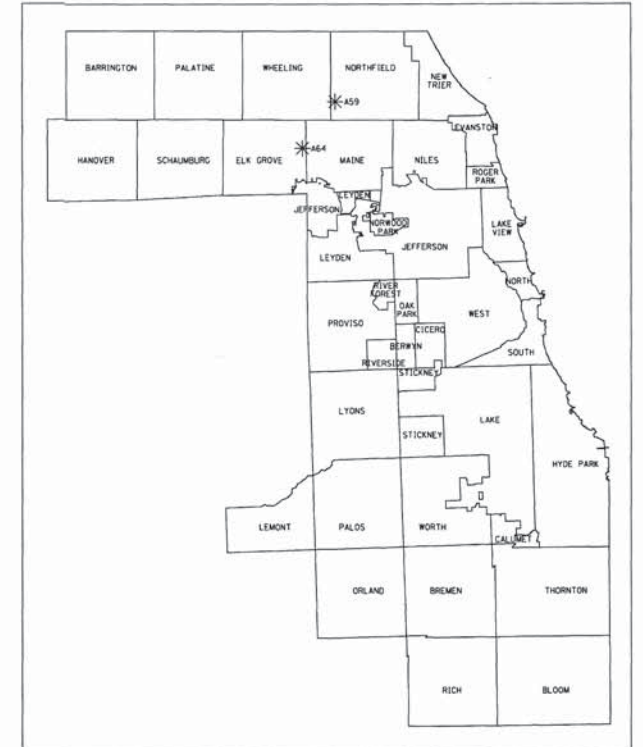 BARRINGTON
PALATINE
WHEELING
NORTHFIELD
NEW
TRIER
A59
EVANSTON
A64
HANOVER
SCHAUMBURG
ELK GROVE
MAINE
NILES
ROGER
PARK
LEYDEN
JEFFERSON
NORWOOD
PARK
LAKE
VIEW
JEFFERSON
LEYDEN
NORTH
RIVER
FOREST
OAK
PARK
WEST
PROVISO
CICERO
BERWYN
SOUTH
RIVERSIDE
STICKNEY
LYONS
LAKE
STICKNEY
HYDE PARK
LEMONT
PALOS
WORTH
CALUMET
ORLAND
BREMEN
THORNTON
RICH
BLOOM